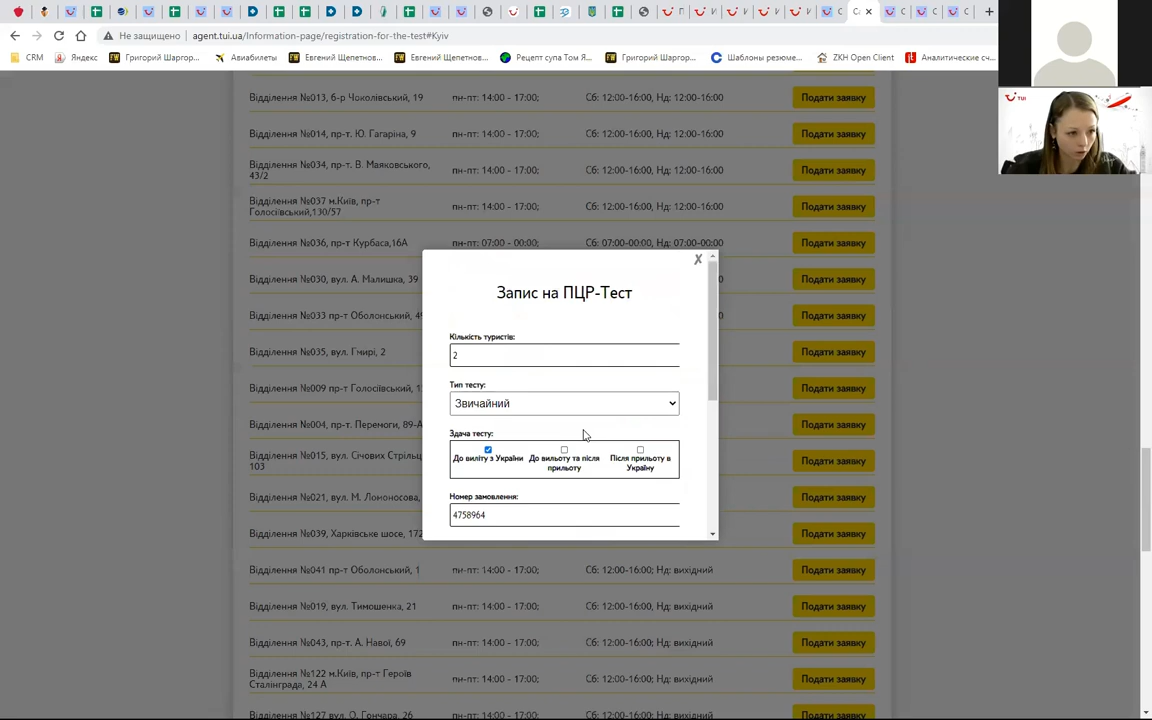 Не защищено
agent.tui.ua/Information-page/registration-for-the-test#Kyiv
CRM
Яндекс
Григорий Шаргор...
Авиабилеты
Евгений Щепетнов...
Евгений Щепетнов...
Рецепт супа Том Я...
Григорий Шаргор...
Шаблоны резюме...
ZKH Open Client
Аналитические сч...
TUI
Відділення №013, б-р Чоколівський, 19
пн-пт: 14:00 - 17:00;
Сб: 12:00-16:00, Нд: 12:00-16:00
Подати заявку
Відділення №014, пр-т. Ю. Гагаріна, 9
пн-пт: 14:00 - 17:00;
Сб: 12:00-16:00, Нд: 12:00-16:00
Подати заявку
Відділення №034, пр-т. В. Маяковського,
43/2
пн-пт: 14:00 - 17:00;
Сб: 12:00-16:00, Нд: 12:00-16:00
Подати заявку
Відділення №037 м.Київ, пр-т
Голосіївський,130/57
пн-пт: 14:00 - 17:00;
Сб: 12:00-16:00, Нд: 12:00-16:00
Подати заявку
Відділення №036, пр-т Курбаса,16А
пн-пт: 07:00 - 00:00;
Сб: 07:00-00:00, Нд: 07:00-00:00
Подати заявку
Відділення №030, вул. А. Малишка, 39
Подати заявку
Відділення №033 пр-т Оболонський, 49
Подати заявку
Відділення №035, вул. Гмирі, 2
Подати заявку
Відділення №009 пр-т Голосіївський, 1
Подати заявку
Відділення №004, пр-т. Перемоги, 89-А
Подати заявку
Відділення №015, вул. Січових Стрільц
103
Подати заявку
Відділення №021, вул. М. Ломоносова,
Подати заявку
Відділення №039, Харківське шосе, 172
Подати заявку
X
Запис на ПЦР-Тест
Кількість туристів:
2
Тип тесту:
Звичайний
Здача тесту:
До виліту з України
До вильоту та після
прильоту
Після прильоту в
Україну
Номер замовлення:
4758964
Відділення №041 пр-т Оболонський, 1
пн-пт: 14:00 - 17:00;
Сб: 12:00-16:00, Нд: вихідний
Подати заявку
Відділення №019, вул. Тимошенка, 21
пн-пт: 14:00 - 17:00;
Сб: 12:00-16:00, Нд: вихідний
Подати заявку
Відділення №043, пр-т. А. Навої, 69
пн-пт: 14:00 - 17:00;
Сб: 12:00-16:00, Нд: вихідний
Подати заявку
Відділення №122 м.Київ, пр-т Героїв
Сталінграда, 24 А
пн-пт: 14:00 - 17:00;
Сб: 12:00-16:00, Нд: вихідний
Подати заявку
Відділення №127 вул. О. Гончара, 26
пн-пт: 14:00 - 17:00;
Сб: 12:00-16:00, Нд: вихідний
Подати заявку